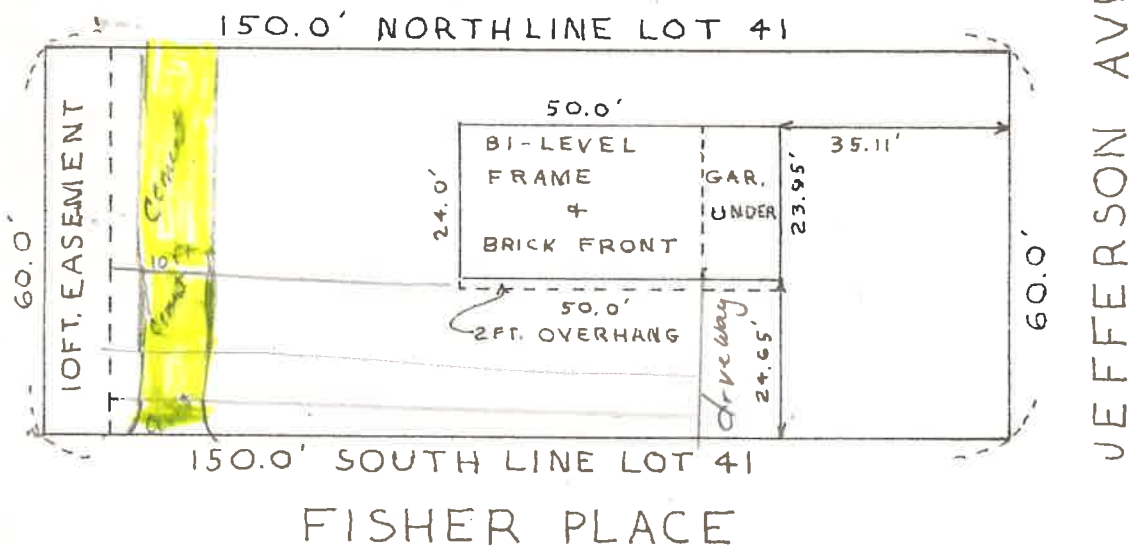 150.0' NORTH LINE LOT 41
JEFFERSON
60.0'
10FT. EASEMENT
10 ft
50.0'
24.0'
BI-LEVEL
FRAME
&
BRICK FRONT
GAR.
UNDER
23.95'
35.11'
60.0'
50.0'
2FT. OVERHANG
driveway
24.65'
150.0' SOUTH LINE LOT 41
FISHER PLACE